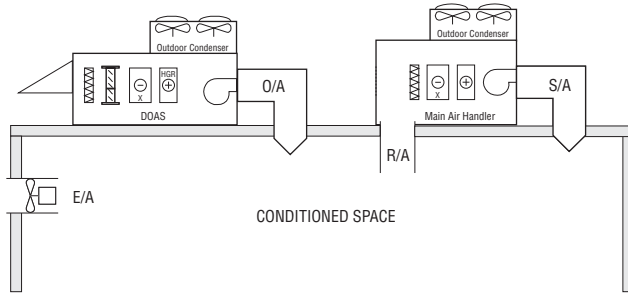 Outdoor Condenser
HGR
X
DOAS
O/A
Outdoor Condenser
X
Main Air Handler
S/A
R/A
E/A
CONDITIONED SPACE